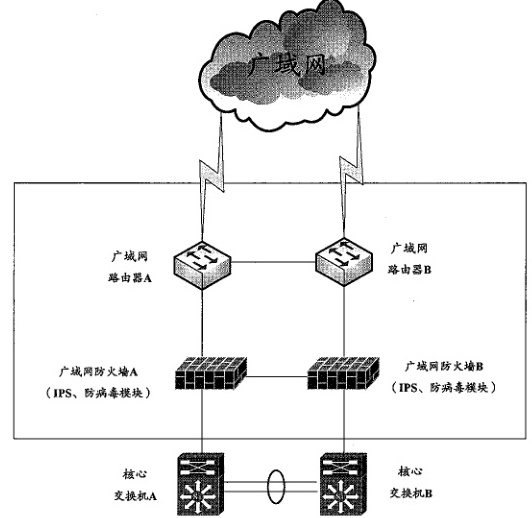 广域网
广域网
路由器A
广域网
路由器B
广域网防火墙A
（IPS、防病毒模块）
广域网防火墙B
（IPS、防病毒模块）
核心
交换机A
核心
交换机B